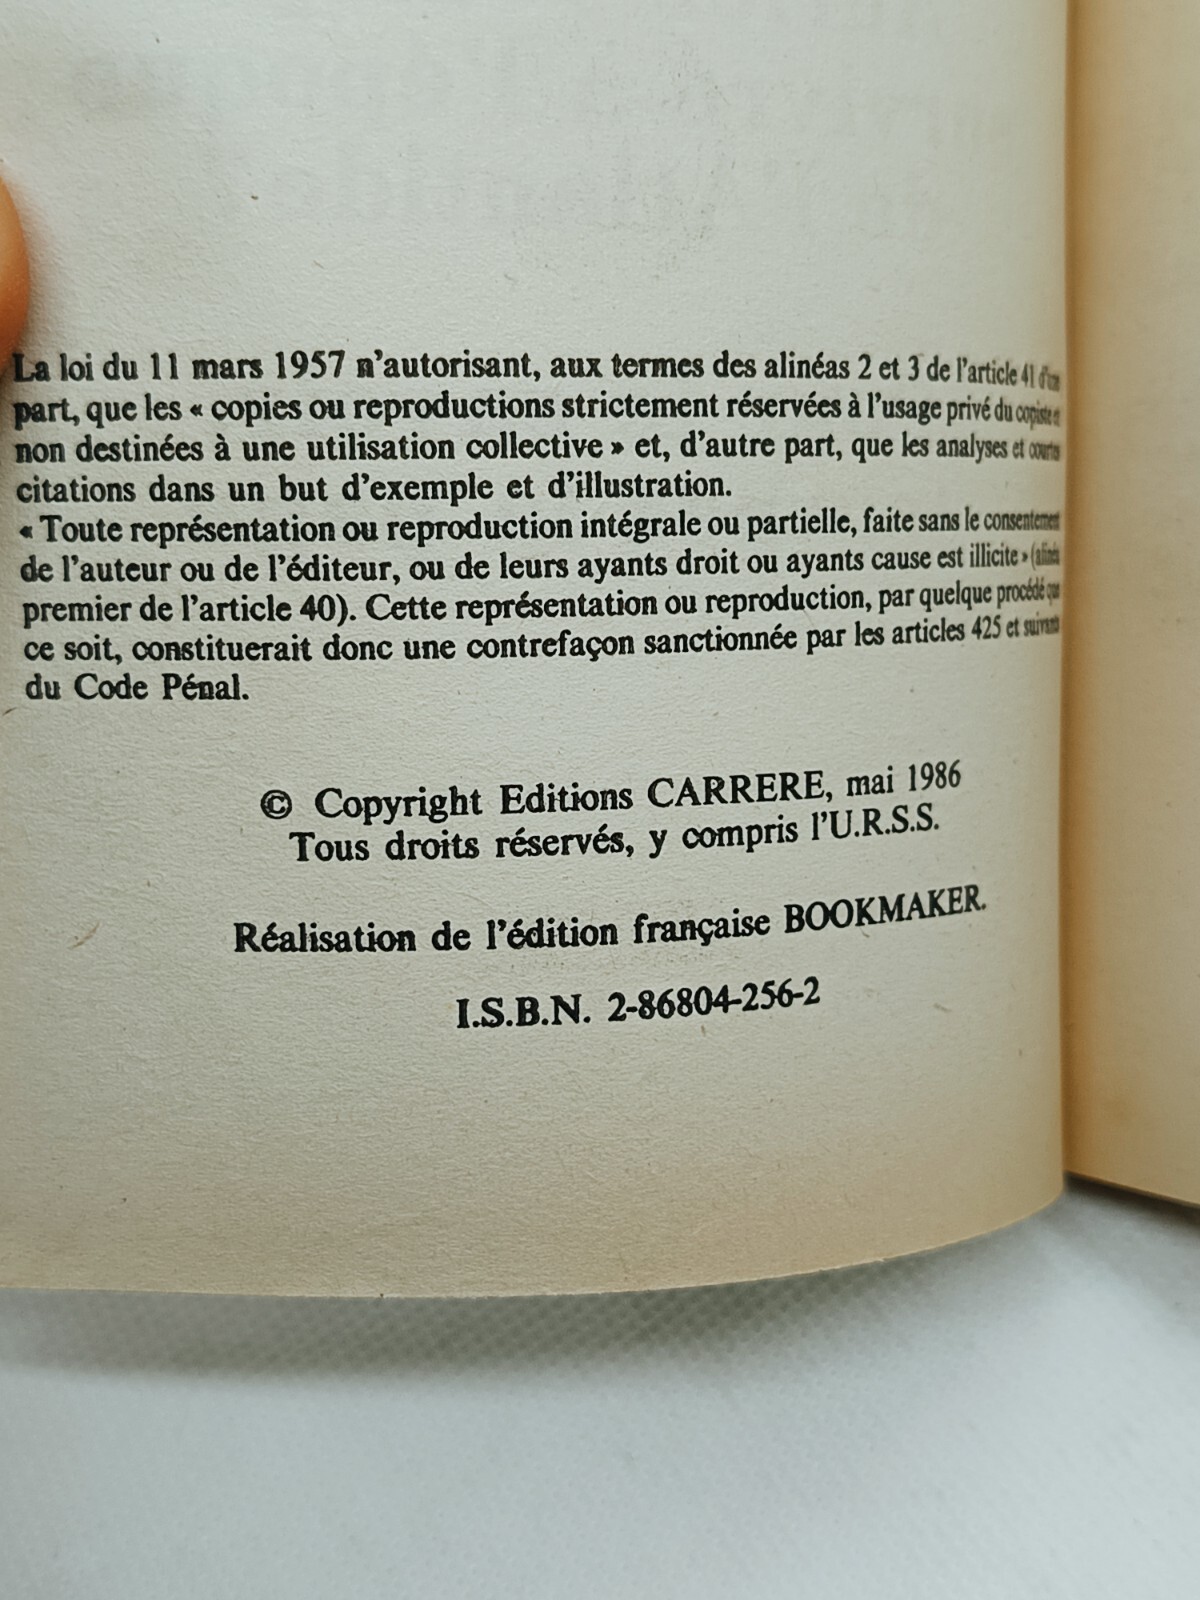 La loi du 11 mars 1957 n'autorisant, aux termes des alinéas 2 et 3 de l'article 41 d'une
part, que les « copies ou reproductions strictement réservées à l'usage privé du copiste et
non destinées à une utilisation collective » et, d'autre part, que les analyses et courtes
citations dans un but d'exemple et d'illustration.
« Toute représentation ou reproduction intégrale ou partielle, faite sans le consentement
de l'auteur ou de l'éditeur, ou de leurs ayants droit ou ayants cause est illicite » (alinéa
premier de l'article 40). Cette représentation ou reproduction, par quelque procédé que
ce soit, constituerait donc une contrefaçon sanctionnée par les articles 425 et suivants
du Code Pénal.
© Copyright Editions CARRERE, mai 1986
Tous droits réservés, y compris l'U.R.S.S.
Réalisation de l'édition française BOOKMAKER.
I.S.B.N. 2-86804-256-2